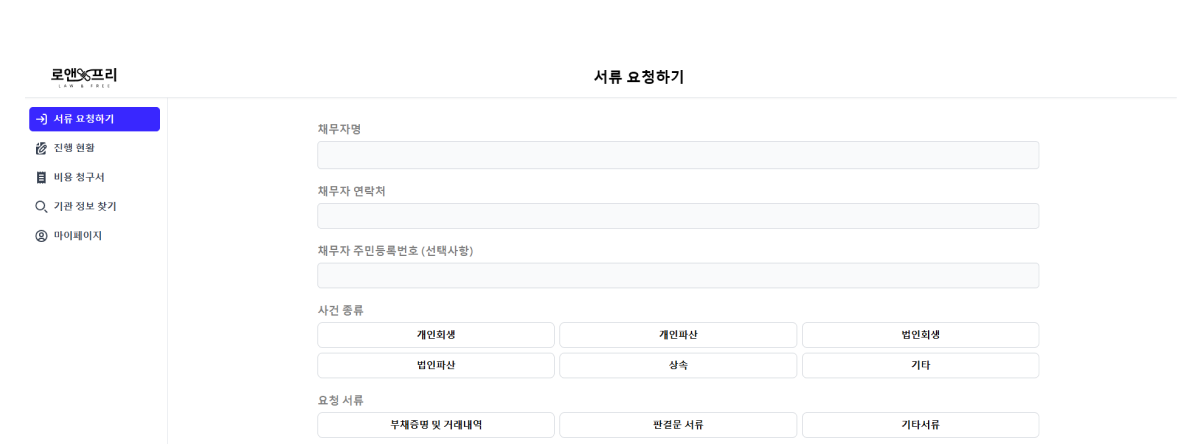 로앤프리
LAW & FREE
서류 요청하기
서류 요청하기
진행 현황
비용 청구서
기관 정보 찾기
마이페이지
채무자명
채무자 연락처
채무자 주민등록번호 (선택사항)
사건 종류
개인회생 개인파산 법인회생
법인파산 상속 기타
요청 서류
부채증명 및 거래내역 판결문 서류 기타서류